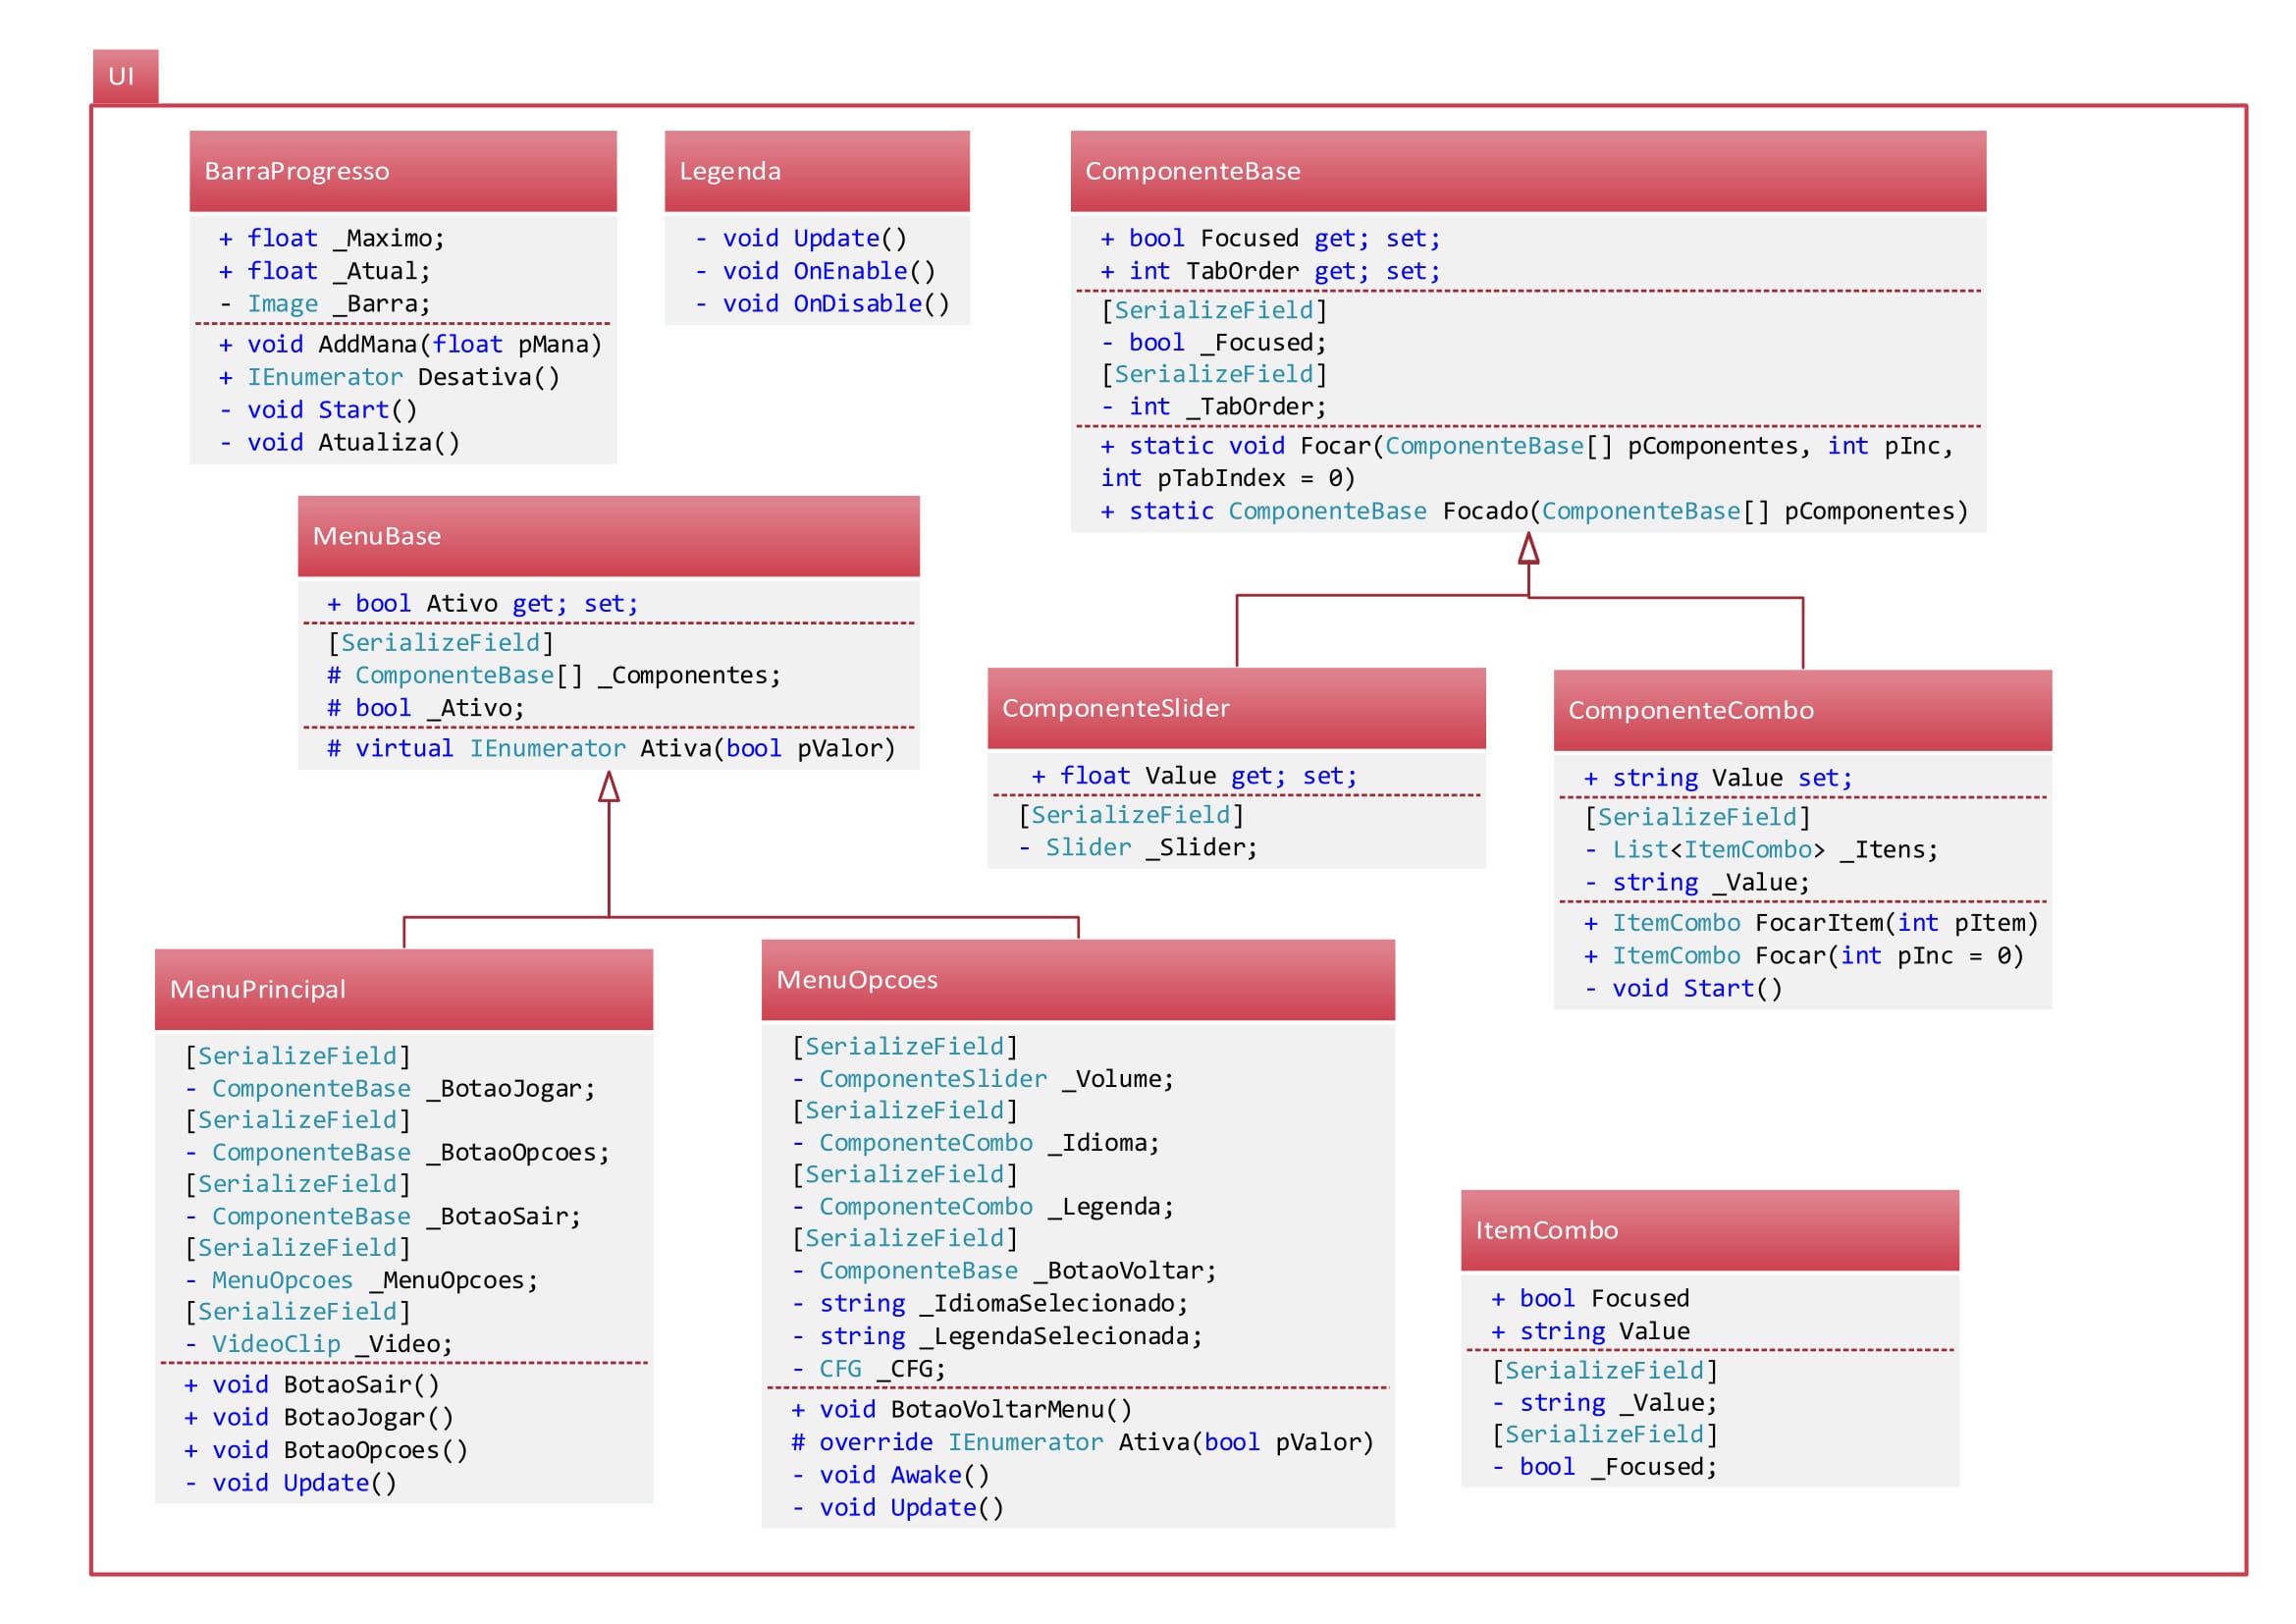 UI
BarraProgresso
+ float _Maximo;
+ float _Atual;
- Image _Barra;
+ void AddMana(float pMana)
+ IEnumerator Desativa()
- void Start()
- void Atualiza()
Legenda
- void Update()
- void OnEnable()
- void OnDisable()
ComponenteBase
+ bool Focused get; set;
+ int TabOrder get; set;
[SerializeField]
- bool _Focused;
[SerializeField]
- int _TabOrder;
+ static void Focar(ComponenteBase[] pComponentes, int pInc,
int pTabIndex = 0)
+ static ComponenteBase Focado(ComponenteBase[] pComponentes)
MenuBase
+ bool Ativo get; set;
[SerializeField]
# ComponenteBase[] _Componentes;
# bool _Ativo;
# virtual IEnumerator Ativa(bool pValor)
ComponenteSlider
+ float Value get; set;
[SerializeField]
- Slider _Slider;
ComponenteCombo
+ string Value set;
[SerializeField]
- List<ItemCombo> _Itens;
- string _Value;
+ ItemCombo FocarItem(int pItem)
+ ItemCombo Focar(int pInc = 0)
- void Start()
MenuPrincipal
[SerializeField]
- ComponenteBase _BotaoJogar;
[SerializeField]
- ComponenteBase _BotaoOpcoes;
[SerializeField]
- ComponenteBase _BotaoSair;
[SerializeField]
- MenuOpcoes _MenuOpcoes;
[SerializeField]
- VideoClip _Video;
+ void BotaoSair()
+ void BotaoJogar()
+ void BotaoOpcoes()
- void Update()
MenuOpcoes
[SerializeField]
- ComponenteSlider _Volume;
[SerializeField]
- ComponenteCombo _Idioma;
[SerializeField]
- ComponenteCombo _Legenda;
[SerializeField]
- ComponenteBase _BotaoVoltar;
- string _IdiomaSelecionado;
- string _LegendaSelecionada;
- CFG _CFG;
+ void BotaoVoltarMenu()
# override IEnumerator Ativa(bool pValor)
- void Awake()
- void Update()
ItemCombo
+ bool Focused
+ string Value
[SerializeField]
- string _Value;
[SerializeField]
- bool _Focused;